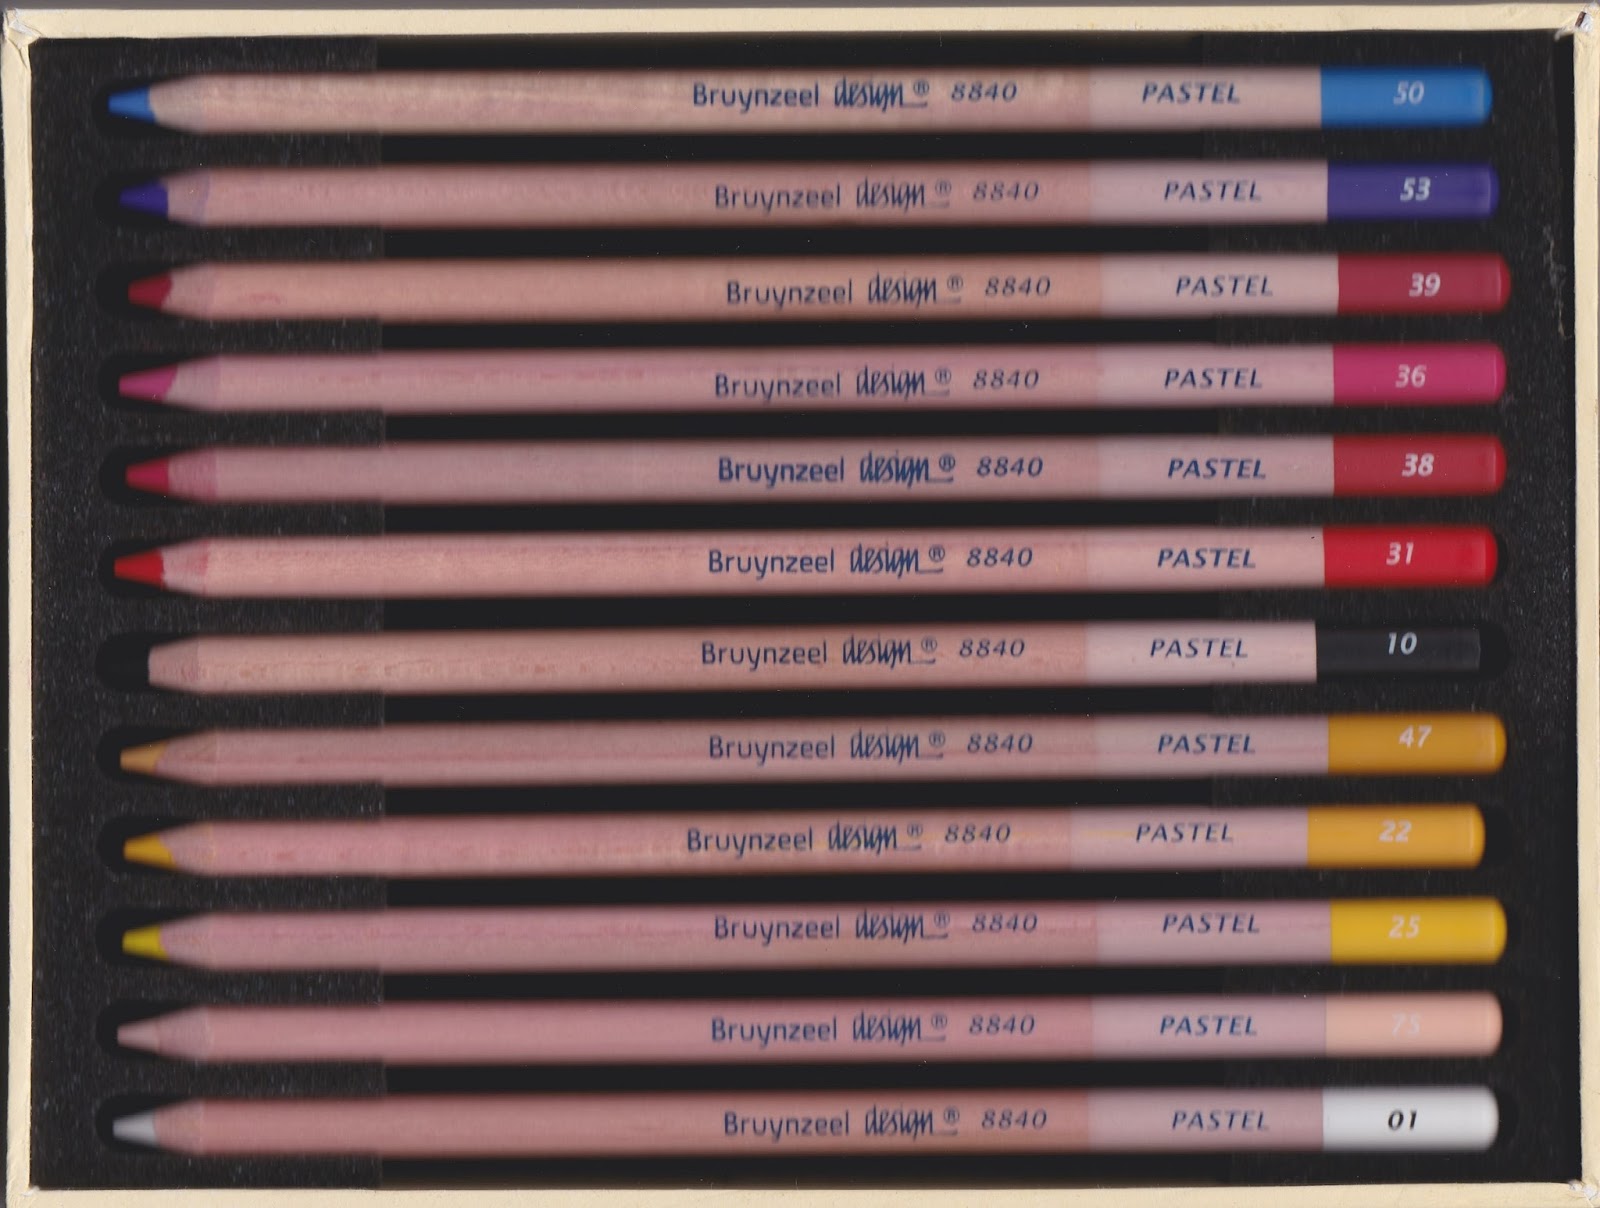 Bruynzeel design® 8840 PASTEL 50
Bruynzeel design® 8840 PASTEL 53
Bruynzeel design® 8840 PASTEL 39
Bruynzeel design® 8840 PASTEL 36
Bruynzeel design® 8840 PASTEL 38
Bruynzeel design® 8840 PASTEL 31
Bruynzeel design® 8840 PASTEL 10
Bruynzeel design® 8840 PASTEL 47
Bruynzeel design® 8840 PASTEL 22
Bruynzeel design® 8840 PASTEL 25
Bruynzeel design® 8840 PASTEL 75
Bruynzeel design® 8840 PASTEL 01